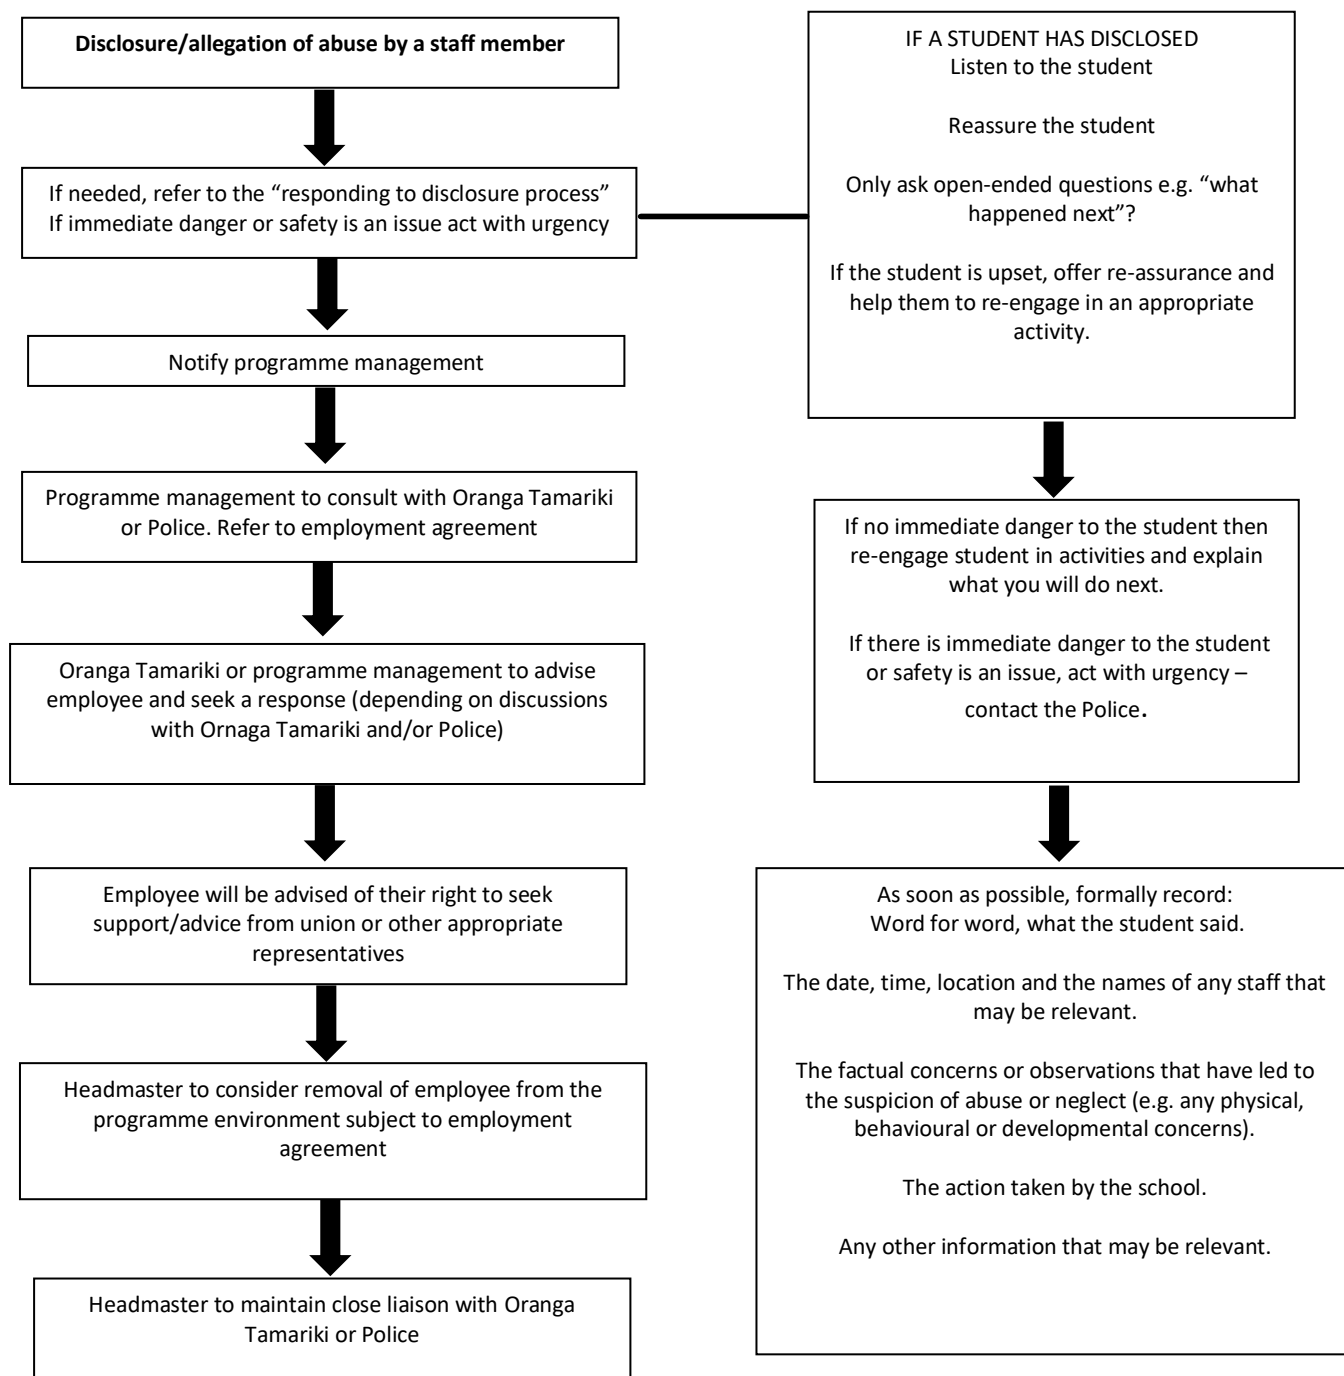 Disclosure/allegation of abuse by a staff member
If needed, refer to the “responding to disclosure process”
If immediate danger or safety is an issue act with urgency
Notify programme management
Programme management to consult with Oranga Tamariki
or Police. Refer to employment agreement
Oranga Tamariki or programme management to advise
employee and seek a response (depending on discussions
with Ornaga Tamariki and/or Police)
Employee will be advised of their right to seek
support/advice from union or other appropriate
representatives
Headmaster to consider removal of employee from the
programme environment subject to employment
agreement
Headmaster to maintain close liaison with Oranga
Tamariki or Police
IF A STUDENT HAS DISCLOSED
Listen to the student
Reassure the student
Only ask open-ended questions e.g. “what
happened next”?
If the student is upset, offer re-assurance and
help them to re-engage in an appropriate
activity.
If no immediate danger to the student then
re-engage student in activities and explain
what you will do next.
If there is immediate danger to the student
or safety is an issue, act with urgency –
contact the Police.
As soon as possible, formally record:
Word for word, what the student said.
The date, time, location and the names of any staff that
may be relevant.
The factual concerns or observations that have led to
the suspicion of abuse or neglect (e.g. any physical,
behavioural or developmental concerns).
The action taken by the school.
Any other information that may be relevant.